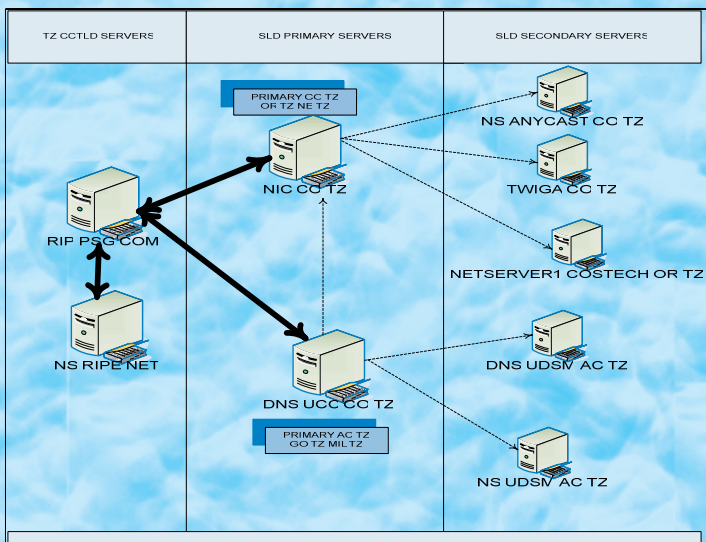 TZ CCTLD SERVERS
SLD PRIMARY SERVERS
SLD SECONDARY SERVERS
PRIMARY CC TZ
OR TZ NE TZ
NS ANYCAST CC TZ
NIC CC TZ
TWIGA CC TZ
RIP PSG COM
NETSERVER1 COSTECH OR TZ
NS RIPE NET
DNS UDSM AC TZ
DNS UCC CC TZ
PRIMARY AC TZ
GO TZ MIL TZ
NS UDSM AC TZ